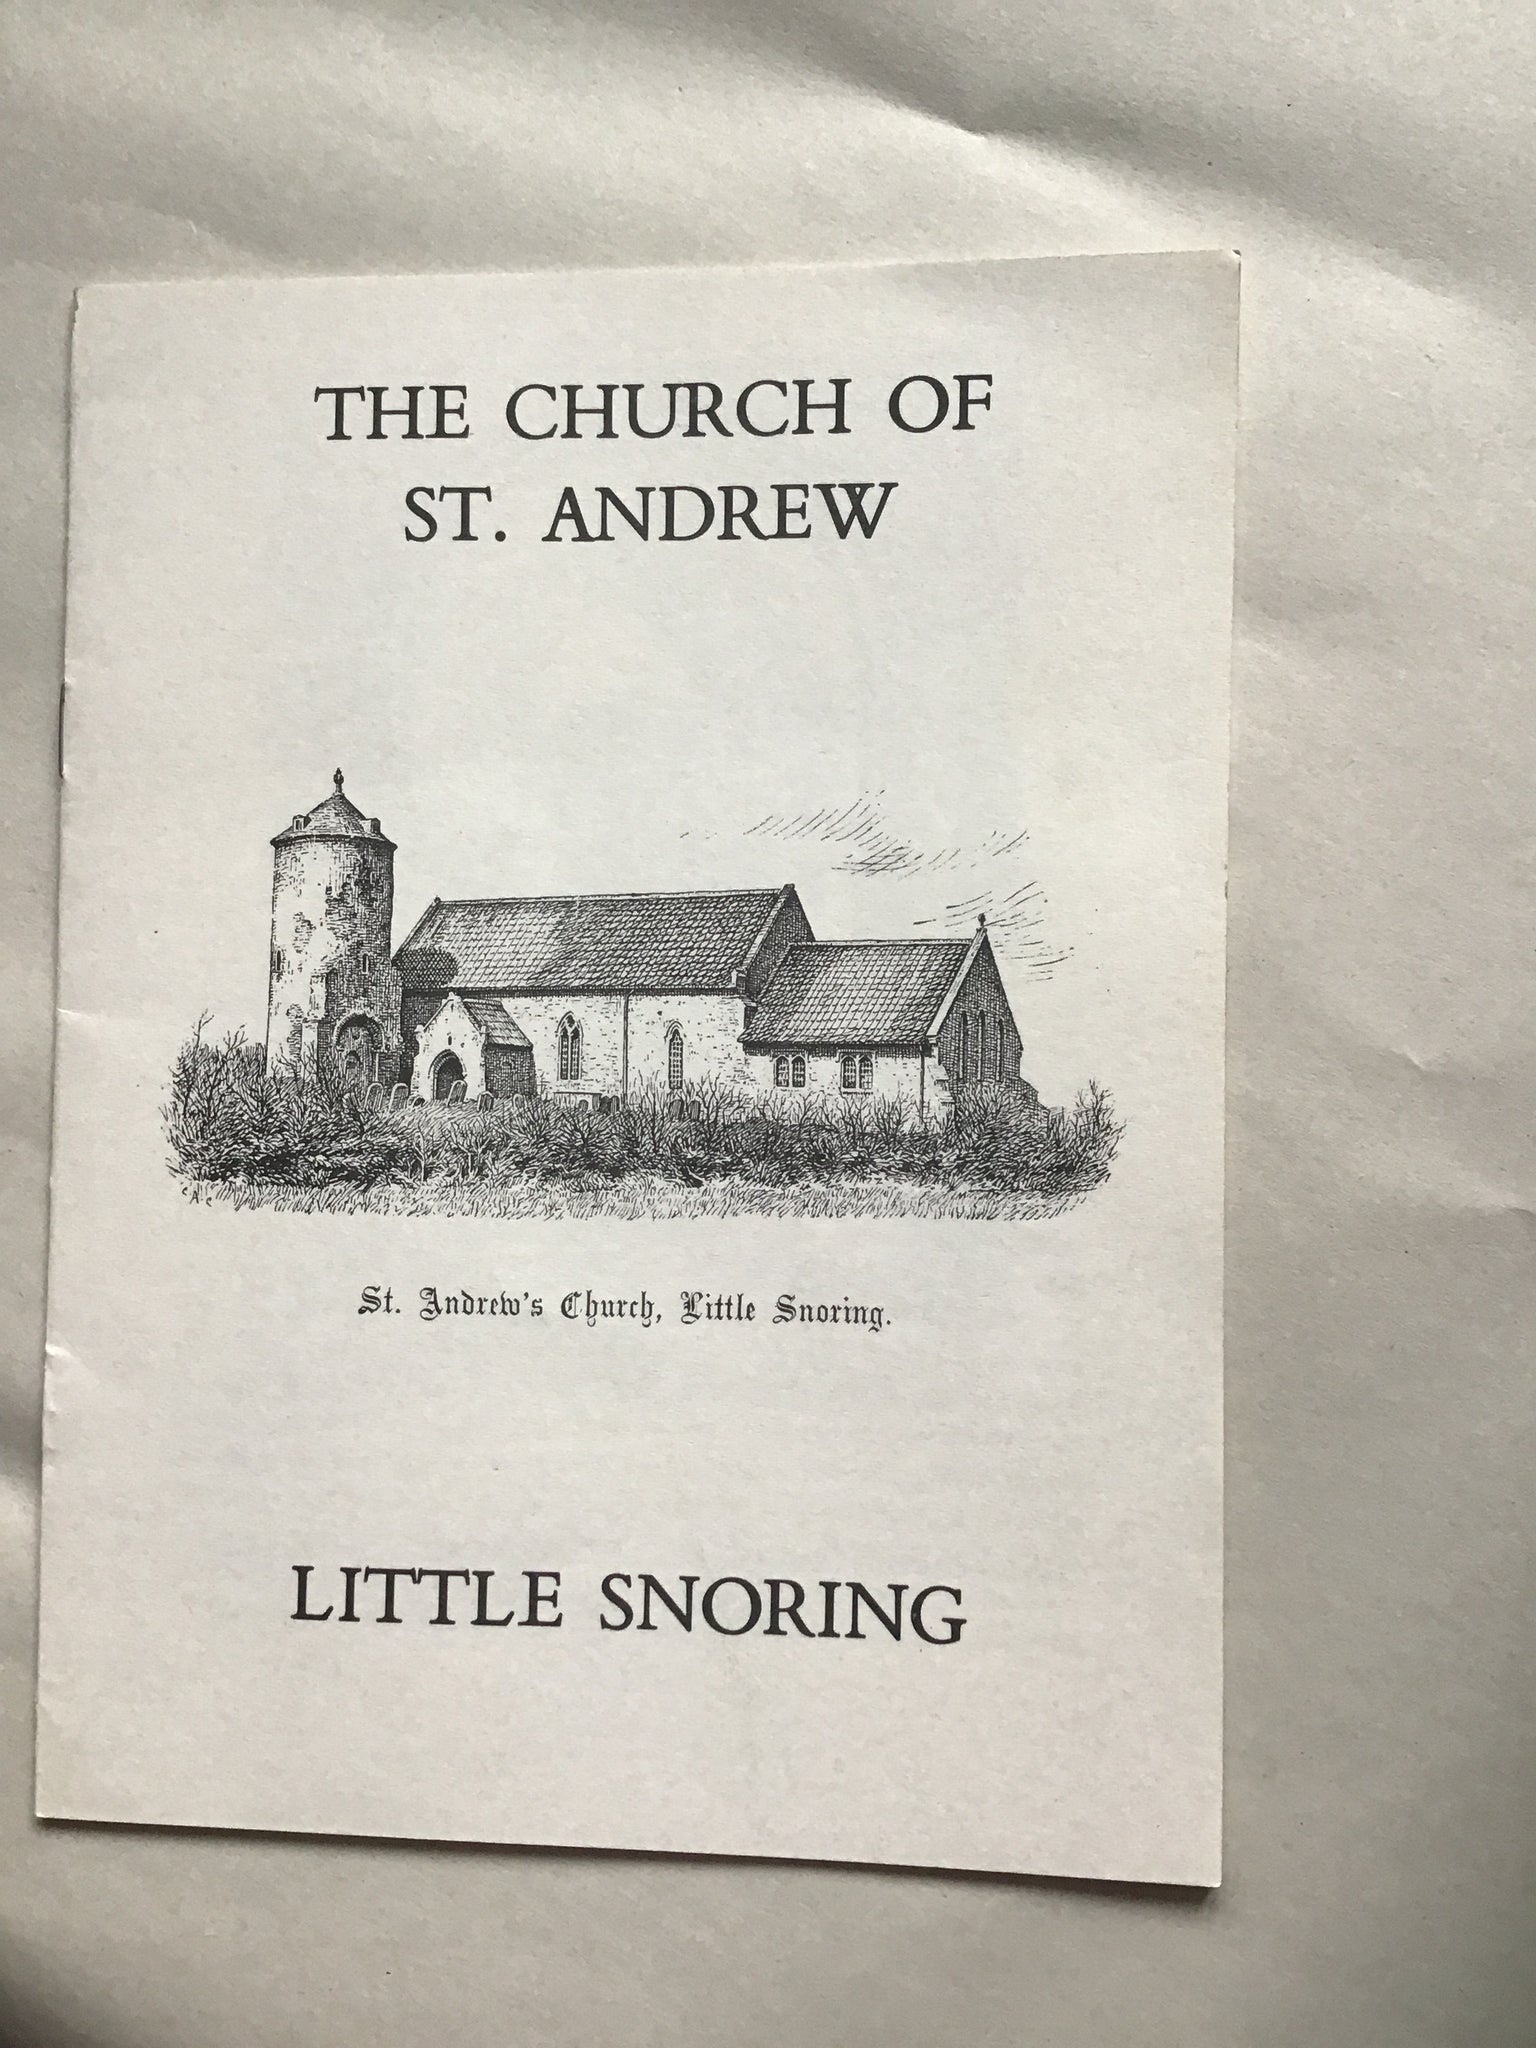 THE CHURCH OF
ST. ANDREW
St. Andrew's Church, Little Snoring.
LITTLE SNORING